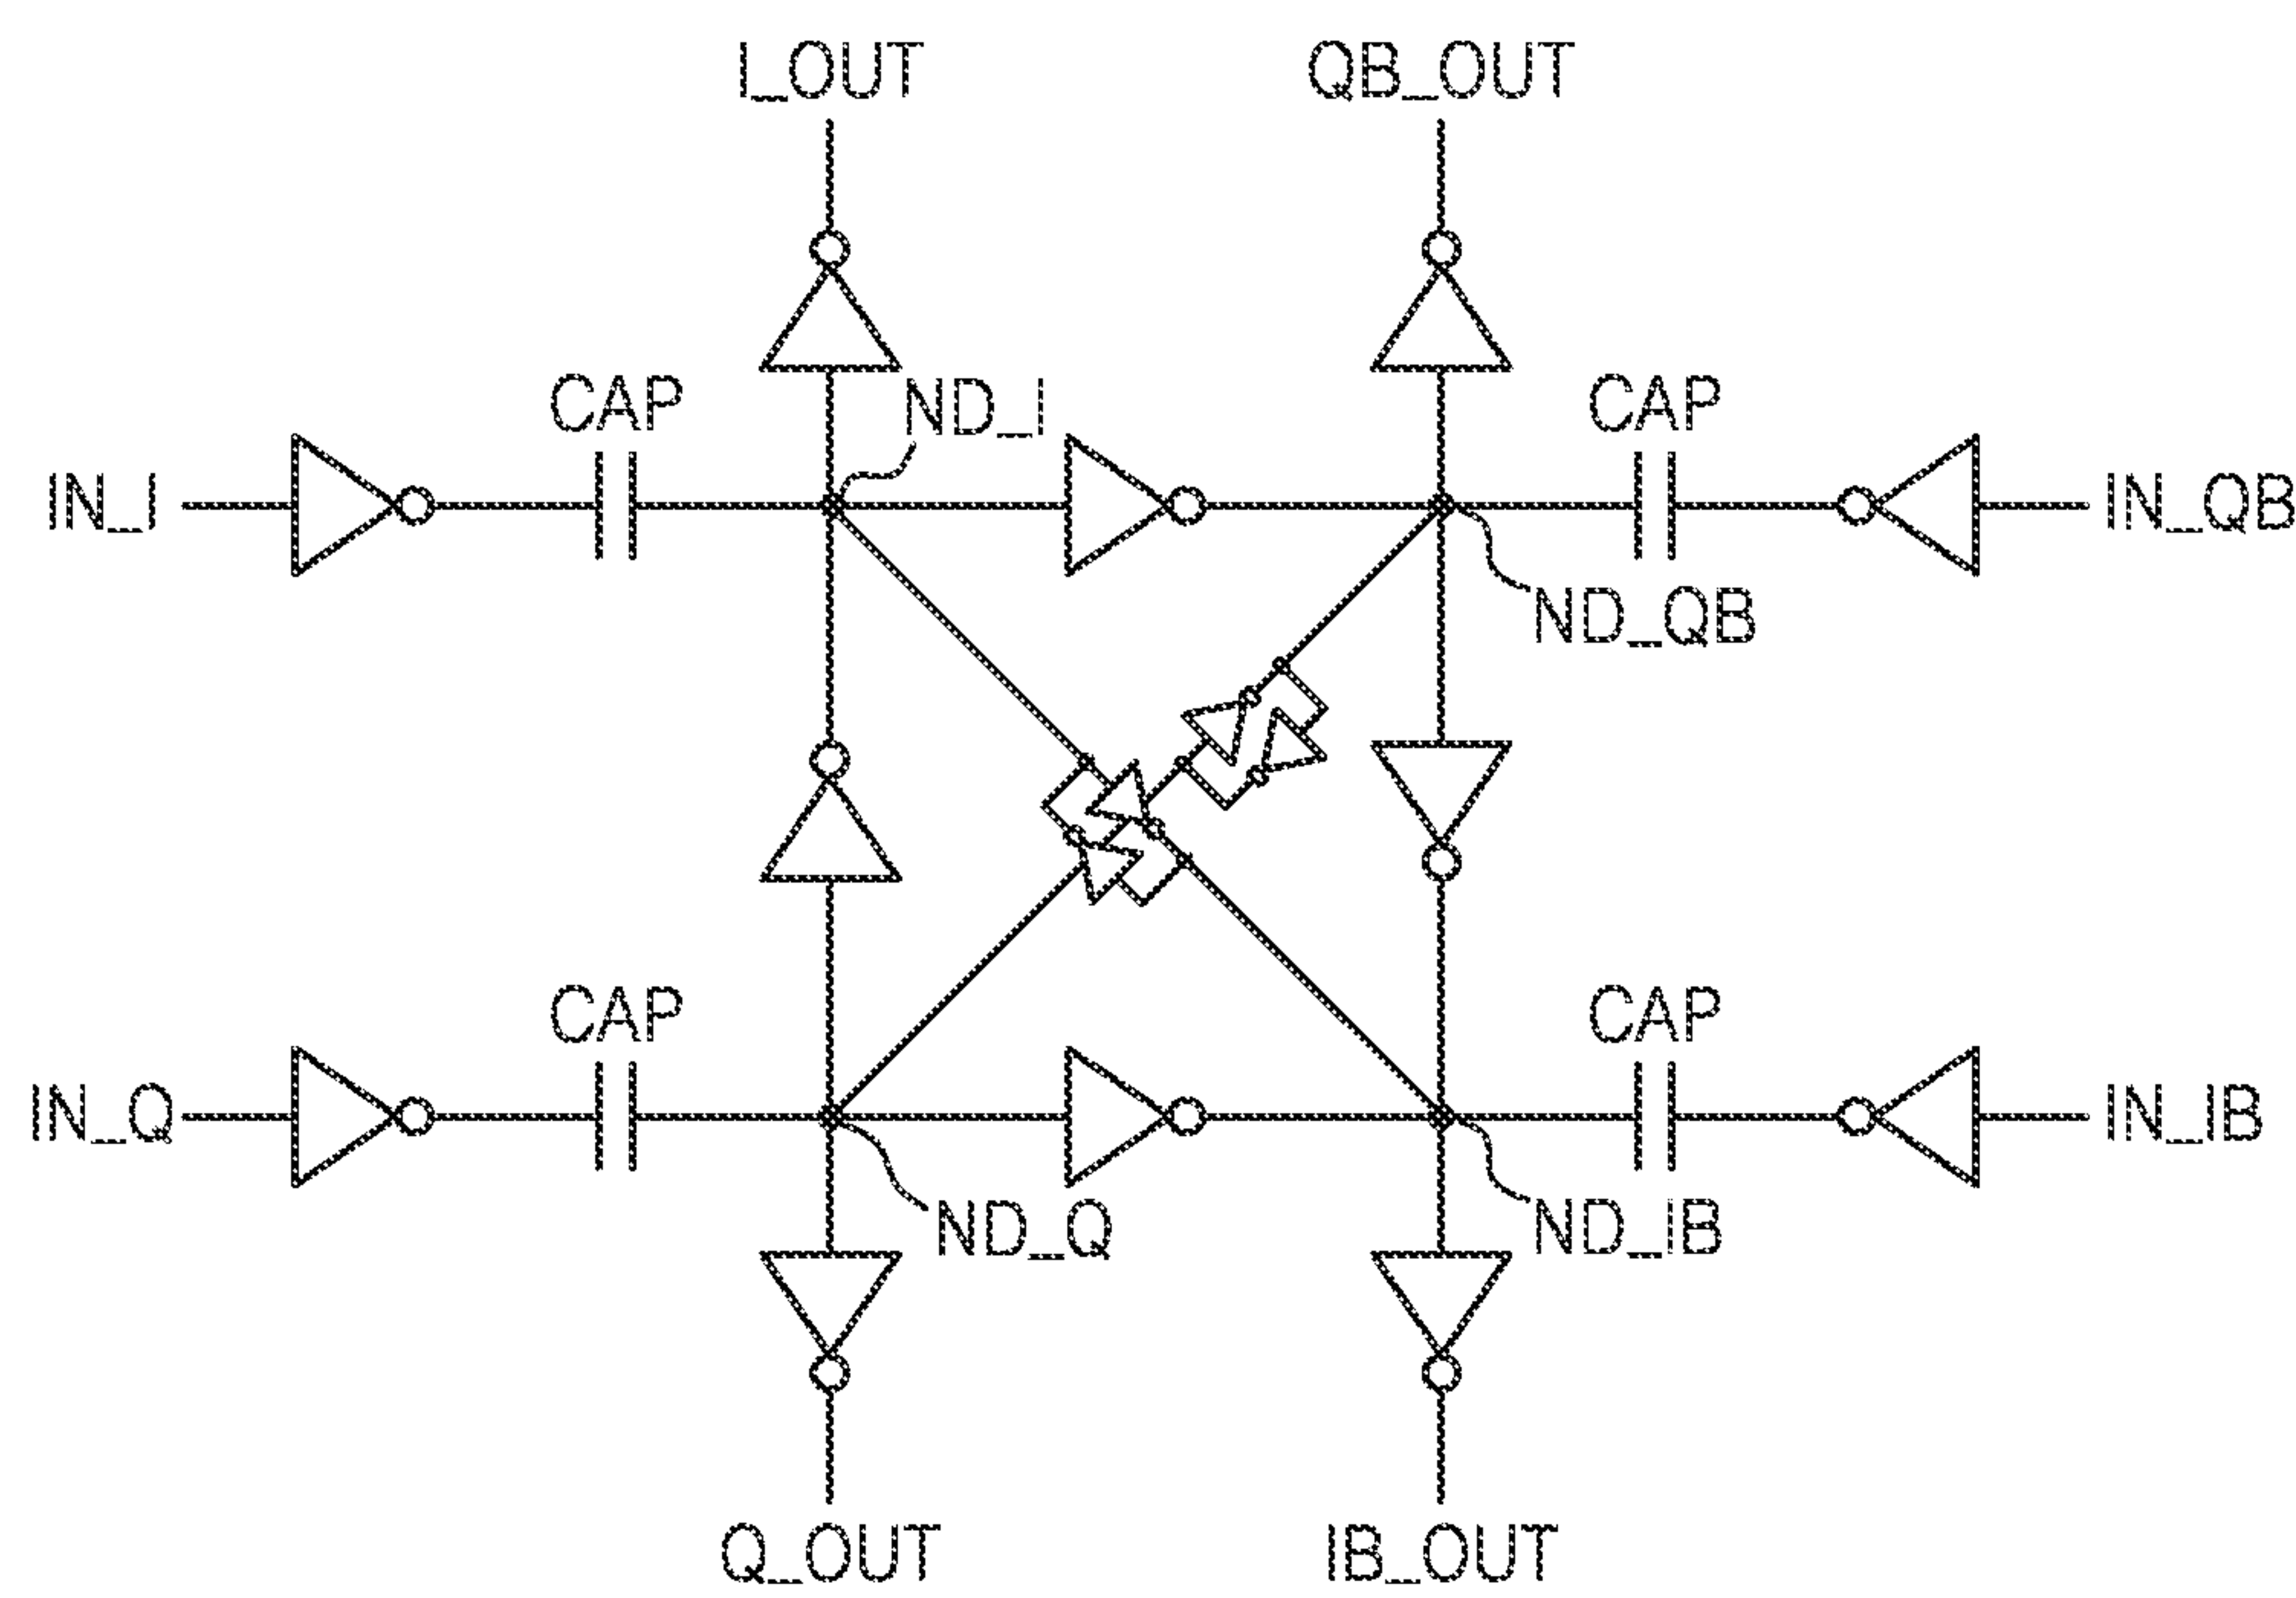 I_OUT QB_OUT
CAP ND_I CAP
IN_I IN_QB
ND_QB
CAP CAP
IN_Q IN_IB
ND_Q ND_IB
Q_OUT IB_OUT